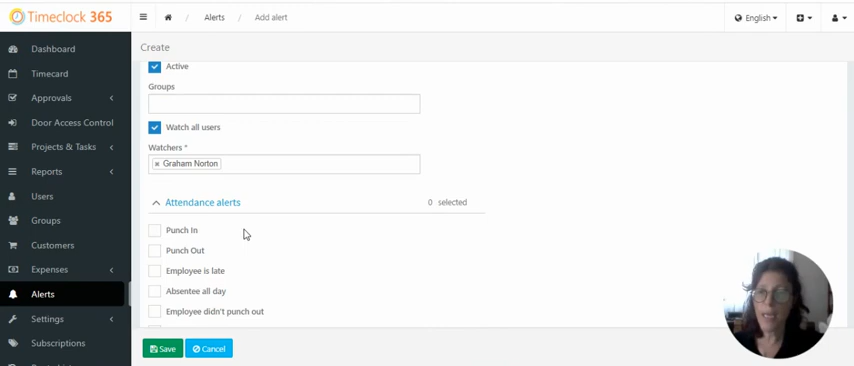 Timeclock 365
Alerts / Add alert
English
Dashboard
Timecard
Approvals
Door Access Control
Projects & Tasks
Reports
Users
Groups
Customers
Expenses
Alerts
Settings
Subscriptions
Create
Active
Groups
Watch all users
Watchers *
× Graham Norton
Attendance alerts 0 selected
Punch In
Punch Out
Employee is late
Absentee all day
Employee didn't punch out
Save Cancel